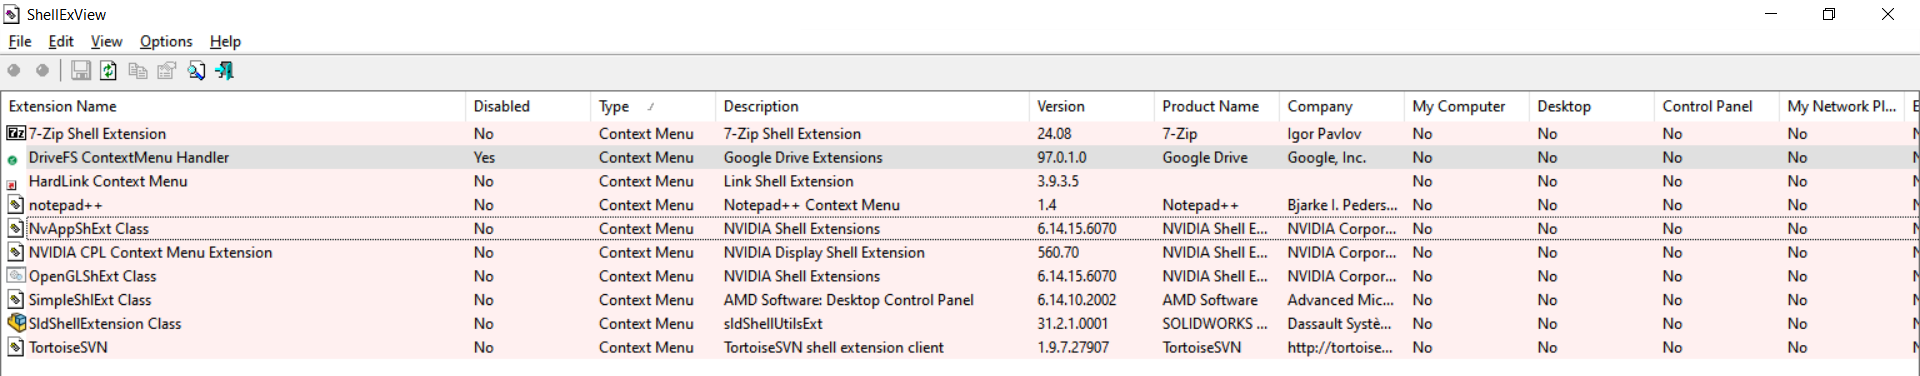 ShellExView
File Edit View Options Help
Extension Name Disabled Type Description Version Product Name Company My Computer Desktop Control Panel My Network Pl... E
7-Zip Shell Extension No Context Menu 7-Zip Shell Extension 24.08 7-Zip Igor Pavlov No No No No N
DriveFS ContextMenu Handler Yes Context Menu Google Drive Extensions 97.0.1.0 Google Drive Google, Inc. No No No No N
HardLink Context Menu No Context Menu Link Shell Extension 3.9.3.5 No No No No N
notepad++ No Context Menu Notepad++ Context Menu 1.4 Notepad++ Bjarke I. Peders... No No No No N
NvAppShExt Class No Context Menu NVIDIA Shell Extensions 6.14.15.6070 NVIDIA Shell E... NVIDIA Corpor... No No No No N
NVIDIA CPL Context Menu Extension No Context Menu NVIDIA Display Shell Extension 560.70 NVIDIA Shell E... NVIDIA Corpor... No No No No N
OpenGLShExt Class No Context Menu NVIDIA Shell Extensions 6.14.15.6070 NVIDIA Shell E... NVIDIA Corpor... No No No No N
SimpleShlExt Class No Context Menu AMD Software: Desktop Control Panel 6.14.10.2002 AMD Software Advanced Mic... No No No No N
SldShellExtension Class No Context Menu sldShellUtilsExt 31.2.1.0001 SOLIDWORKS ... Dassault Systè... No No No No N
TortoiseSVN No Context Menu TortoiseSVN shell extension client 1.9.7.27907 TortoiseSVN http://tortoise... No No No No N